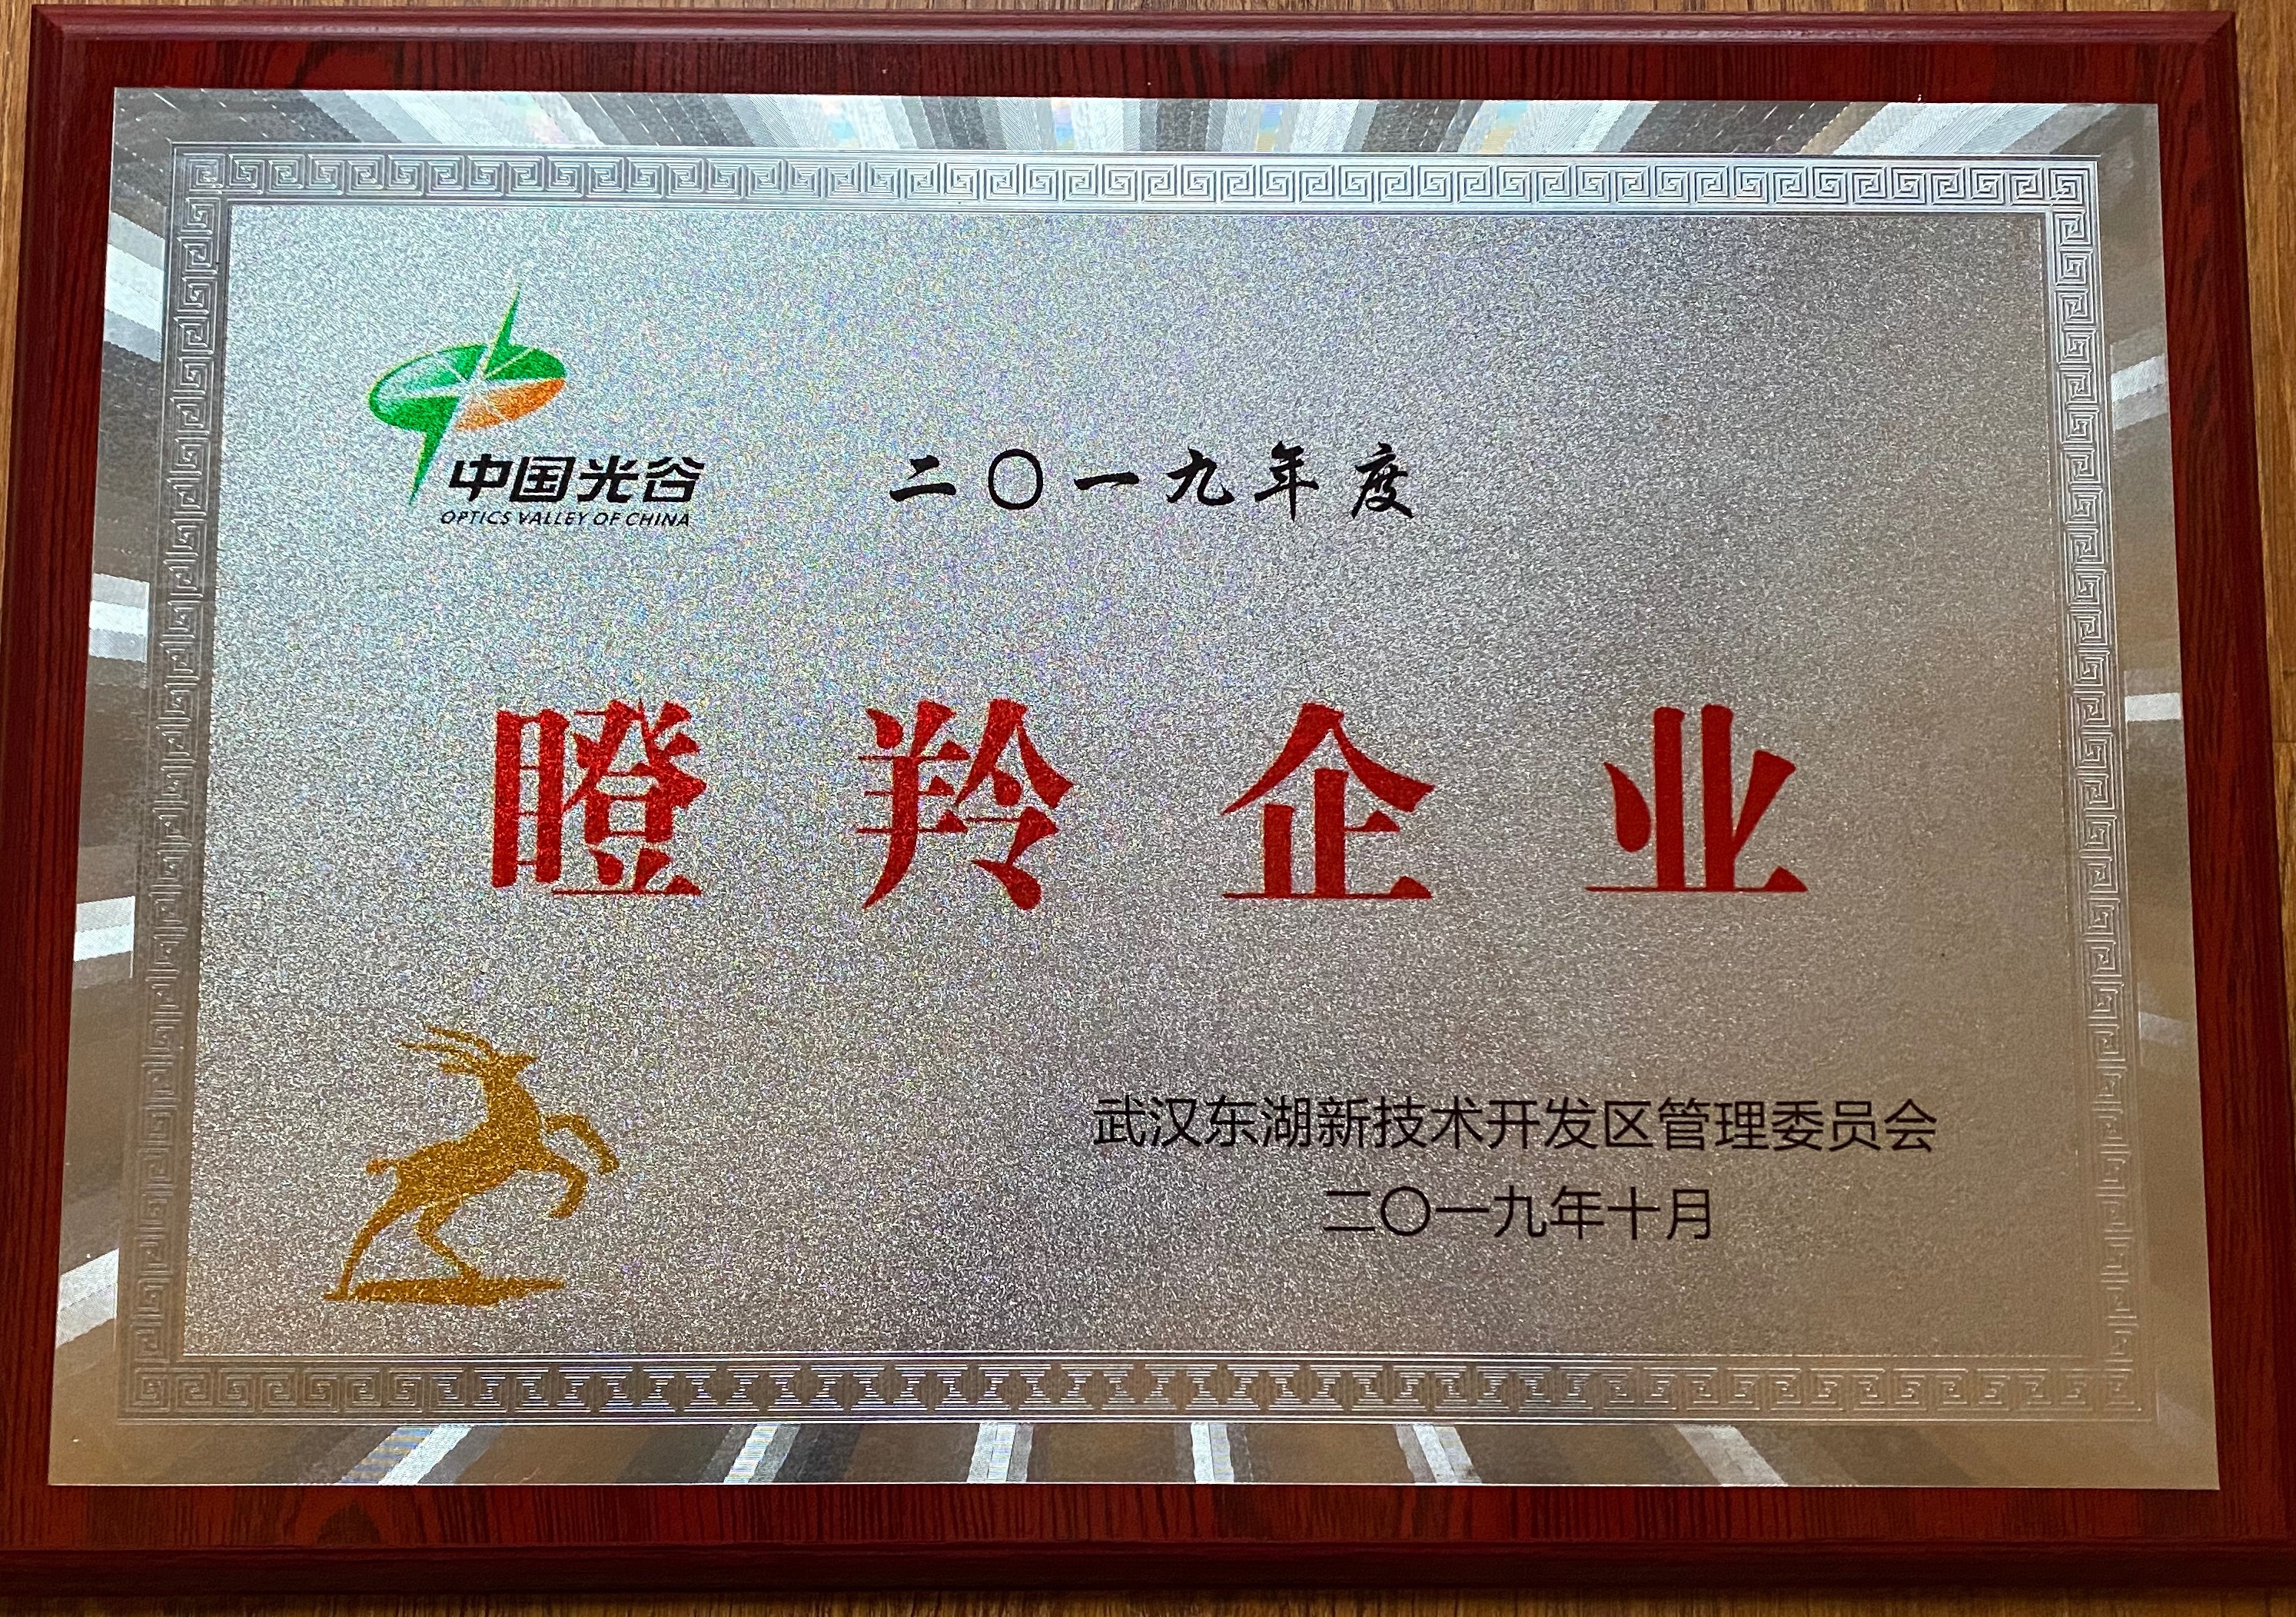 中国光谷
OPTICS VALLEY OF CHINA
二〇一九年度
瞪羚企业
武汉东湖新技术开发区管理委员会
二〇一九年十月